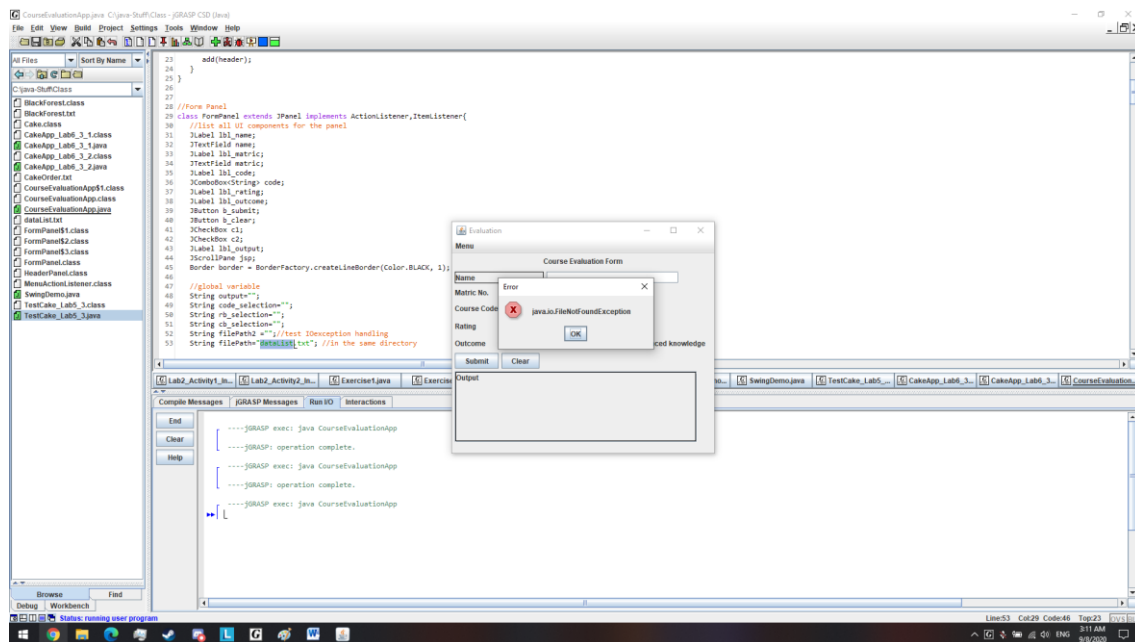 CourseEvaluationApp.java C:\java-Stuff\Class - jGRASP CSD (Java)
File Edit View Build Project Settings Tools Window Help
All Files Sort By Name
C:\java-Stuff\Class
BlackForest.class
BlackForest.txt
Cake.class
CakeApp_Lab6_3_1.class
CakeApp_Lab6_3_1.java
CakeApp_Lab6_3_2.class
CakeApp_Lab6_3_2.java
CakeOrder.txt
CourseEvaluationApp$1.class
CourseEvaluationApp.class
CourseEvaluationApp.java
dataList.txt
FormPanel$1.class
FormPanel$2.class
FormPanel$3.class
FormPanel.class
HeaderPanel.class
MenuActionListener.class
SwingDemo.java
TestCake_Lab5_3.class
TestCake_Lab5_3.java
Browse Find
Debug Workbench
23 add(header);
24 }
25 }
26
27
28 //Form Panel
29 class FormPanel extends JPanel implements ActionListener,ItemListener{
30 //list all UI components for the panel
31 JLabel lbl_name;
32 JTextField name;
33 JLabel lbl_matric;
34 JTextField matric;
35 JLabel lbl_code;
36 JComboBox<String> code;
37 JLabel lbl_rating;
38 JLabel lbl_outcome;
39 JButton b_submit;
40 JButton b_clear;
41 JCheckBox c1;
42 JCheckBox c2;
43 JLabel lbl_output;
44 JScrollPane jsp;
45 Border border = BorderFactory.createLineBorder(Color.BLACK, 1);
46
47 //global variable
48 String output="";
49 String code_selection="";
50 String rb_selection="";
51 String cb_selection="";
52 String filePath2 ="";//test IOexception handling
53 String filePath="dataList.txt"; //in the same directory
Evaluation
Menu
Course Evaluation Form
Name
Matric No.
Course Code
Rating
Outcome ced knowledge
Submit Clear
Output
Error
java.io.FileNotFoundException
OK
Lab2_Activity1_In... Lab2_Activity2_In... Exercise1.java Exercise no... SwingDemo.java TestCake_Lab5_... CakeApp_Lab6_3... CakeApp_Lab6_3... CourseEvaluation...
Compile Messages jGRASP Messages Run I/O Interactions
End
Clear
Help
----jGRASP exec: java CourseEvaluationApp
----jGRASP: operation complete.
----jGRASP exec: java CourseEvaluationApp
----jGRASP: operation complete.
----jGRASP exec: java CourseEvaluationApp
Status: running user program
Line:53 Col:29 Code:46 Top:23 OVS
ENG 3:11 AM
9/8/2020